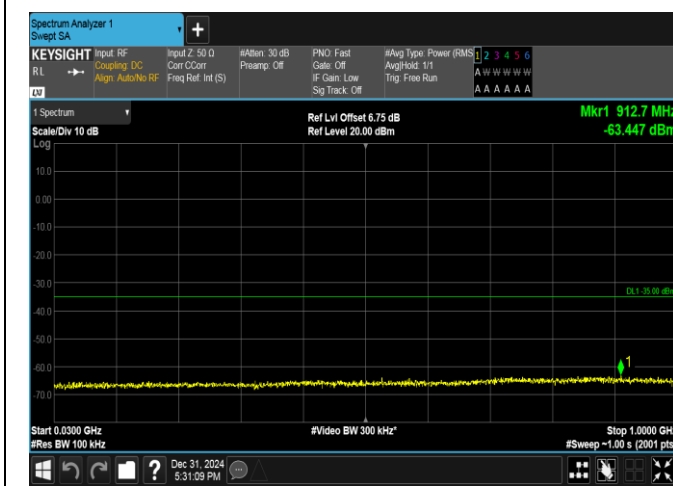 Spectrum Analyzer 1
Swept SA
+
KEYSIGHT Input: RF Input Z: 50 Ω #Atten: 30 dB PNO: Fast #Avg Type: Power (RMS 1 2 3 4 5 6
RL Coupling: DC Corr CCorr Preamp: Off Gate: Off Avg|Hold: 1/1 A W W W W W
Align: Auto/No RF Freq Ref: Int (S) IF Gain: Low Trig: Free Run
LXI Sig Track: Off A A A A A A
1 Spectrum Ref Lvl Offset 6.75 dB Mkr1 912.7 MHz
Scale/Div 10 dB Ref Level 20.00 dBm -63.447 dBm
Log
10.0
0.00
-10.0
-20.0
-30.0
DL1 -35.00 dBm
-40.0
-50.0
1
-60.0
-70.0
Start 0.0300 GHz #Video BW 300 kHz* Stop 1.0000 GHz
#Res BW 100 kHz #Sweep ~1.00 s (2001 pts
? Dec 31, 2024
5:31:09 PM